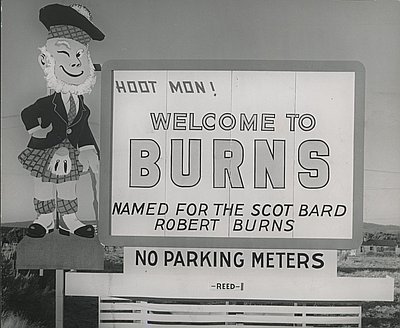 HOOT MON!
WELCOME TO
BURNS
NAMED FOR THE SCOT BARD
ROBERT BURNS
NO PARKING METERS
-REED-